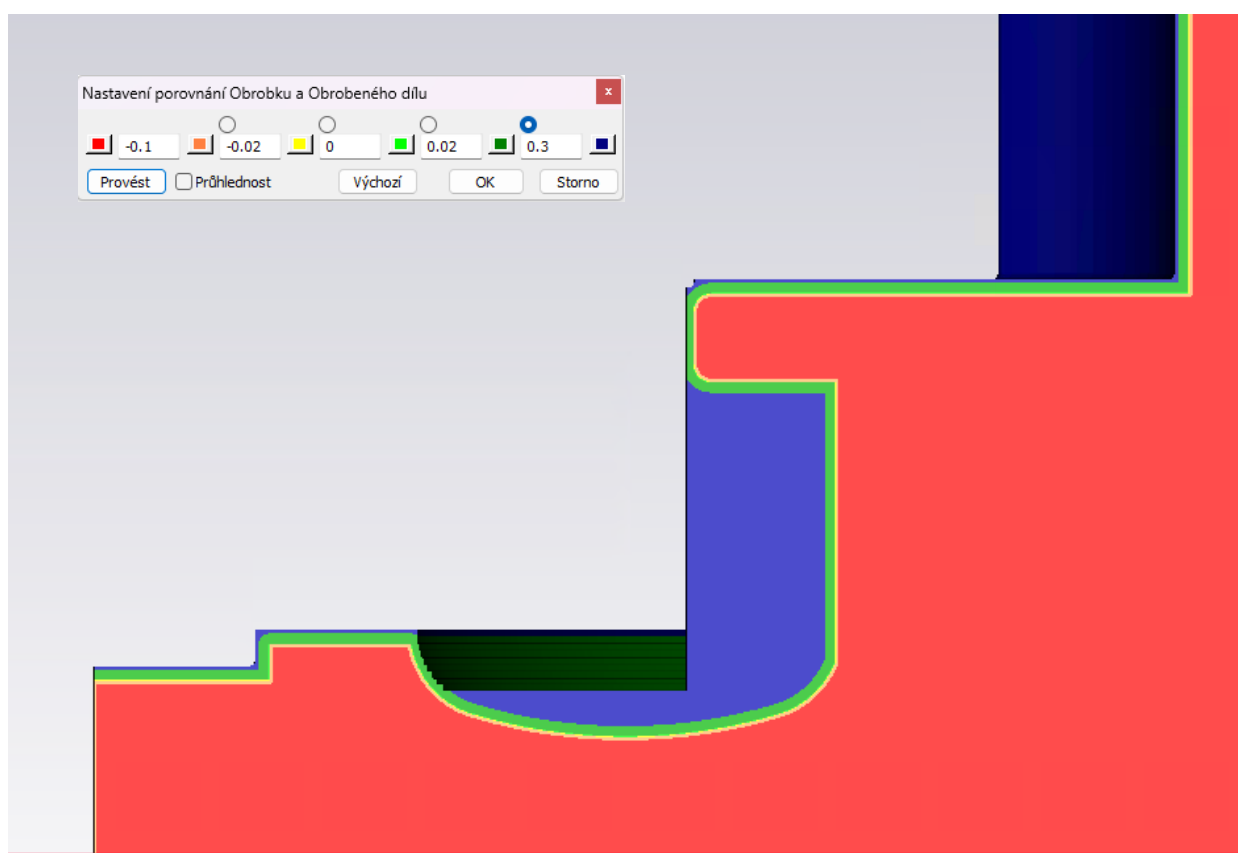 Nastavení porovnání Obrobku a Obrobeného dílu x
-0.1 -0.02 0 0.02 0.3
Provést Průhlednost Výchozí OK Storno